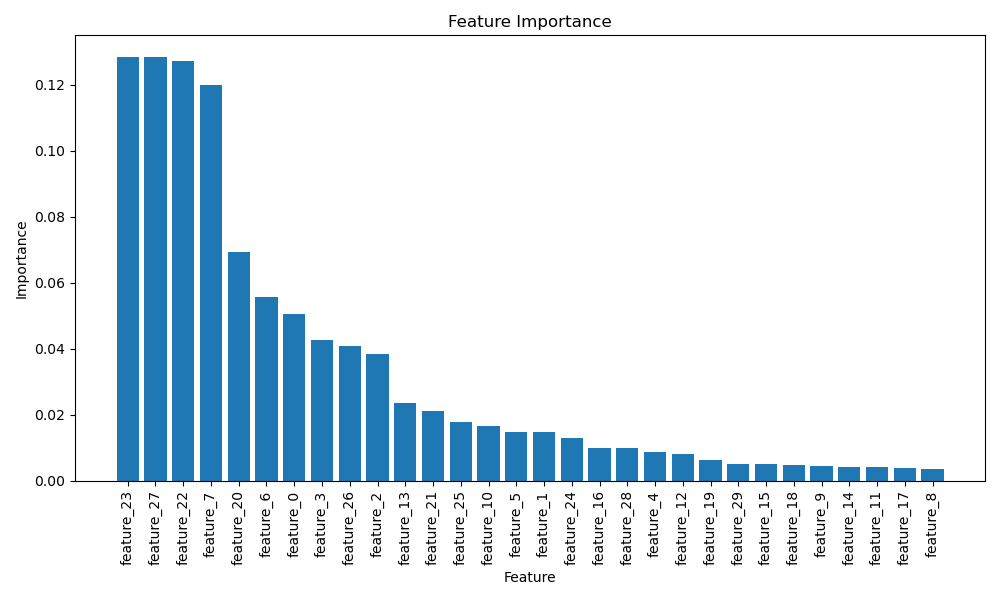 Feature Importance
Importance
0.12
0.10
0.08
0.06
0.04
0.02
0.00
feature_23
feature_27
feature_22
feature_7
feature_20
feature_6
feature_0
feature_3
feature_26
feature_2
feature_13
feature_21
feature_25
feature_10
feature_5
feature_1
feature_24
feature_16
feature_28
feature_4
feature_12
feature_19
feature_29
feature_15
feature_18
feature_9
feature_14
feature_11
feature_17
feature_8
Feature